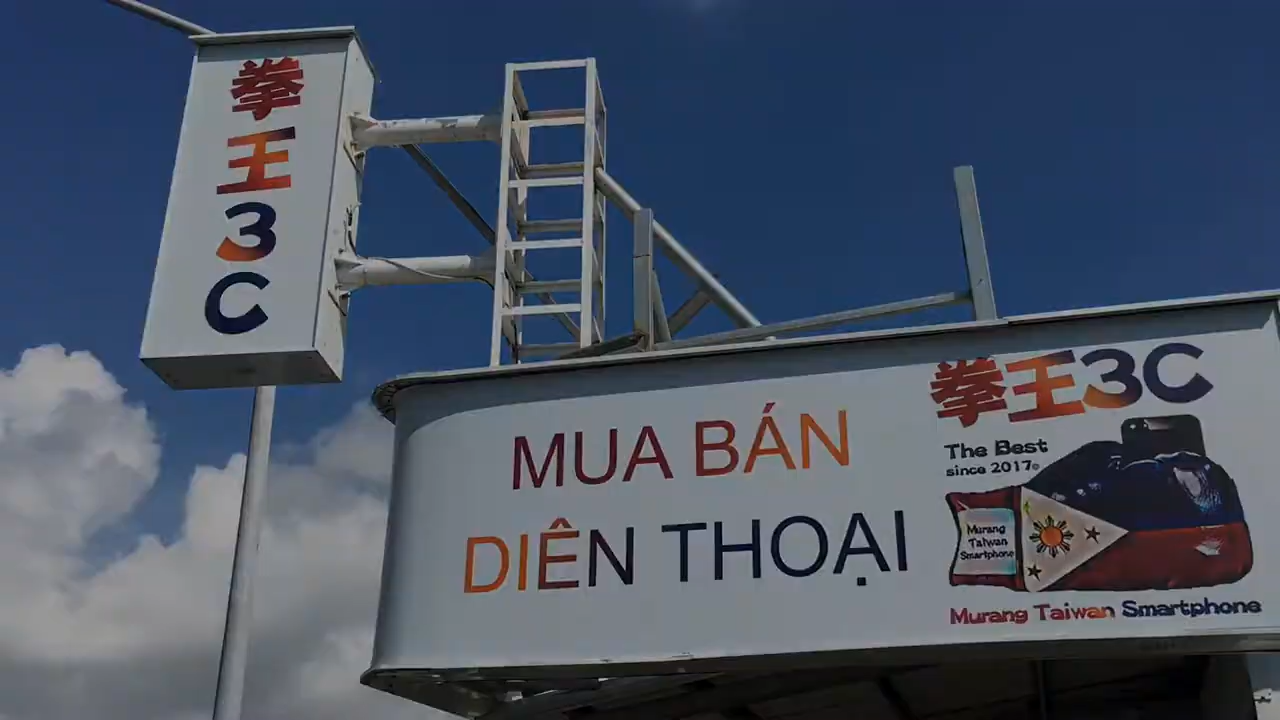 拳王3C
MUA BÁN
DIÊN THOẠI
拳王3C
The Best
since 2017
Murang
Taiwan
Smartphone
Murang Taiwan Smartphone